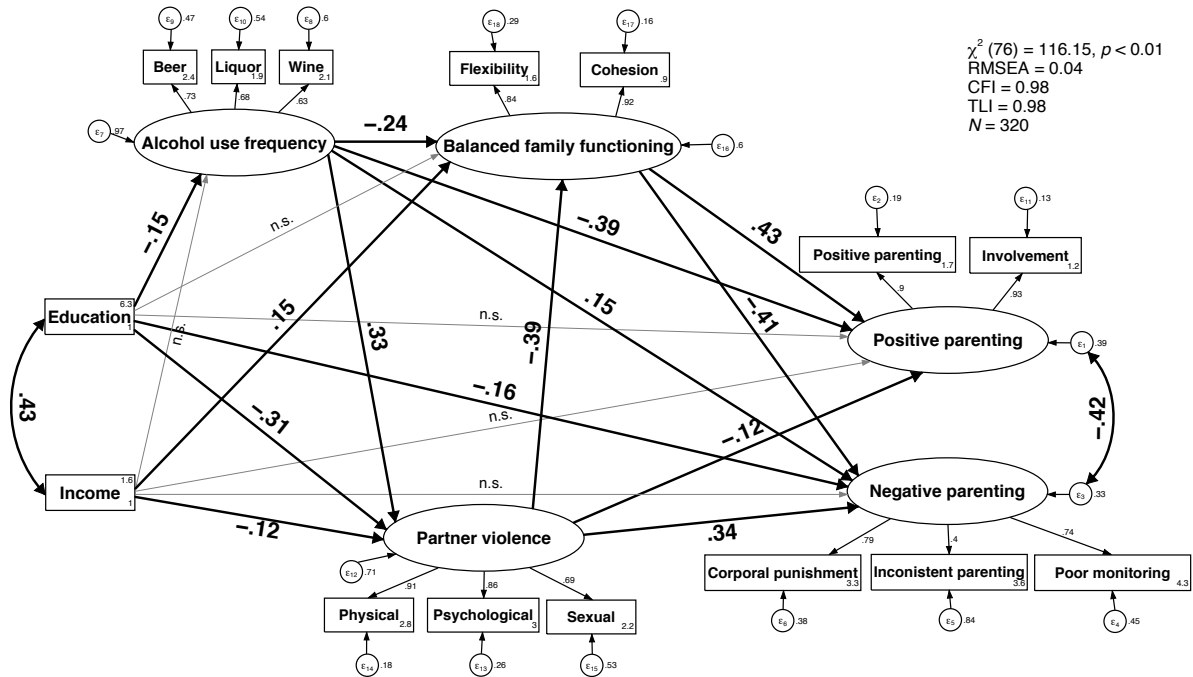 ε9 .47
ε10 .54
ε8 .6
ε18 .29
ε17 .16
χ² (76) = 116.15, p < 0.01
RMSEA = 0.04
CFI = 0.98
TLI = 0.98
N = 320
Beer 2.4
Liquor 1.9
Wine 2.1
Flexibility 1.6
Cohesion .9
.73
.68
.63
.84
.92
ε7 .97
Alcohol use frequency
−.24
Balanced family functioning
ε16 .6
ε2 .19
ε11 .13
−.15
n.s.
−.39
.43
Positive parenting 1.7
Involvement 1.2
.9
.93
Education 6.3 1
n.s.
.15
.33
−.39
n.s.
.15
−.41
Positive parenting
ε1 .39
.43
−.31
−.16
n.s.
−.12
−.42
Income 1.6 1
−.12
n.s.
Negative parenting
ε3 .33
Partner violence
.34
ε12 .71
.91
.86
.69
.79
.4
.74
Corporal punishment 3.3
Inconsistent parenting 3.6
Poor monitoring 4.3
Physical 2.8
Psychological 3
Sexual 2.2
ε6 .38
ε5 .84
ε4 .45
ε14 .18
ε13 .26
ε15 .53